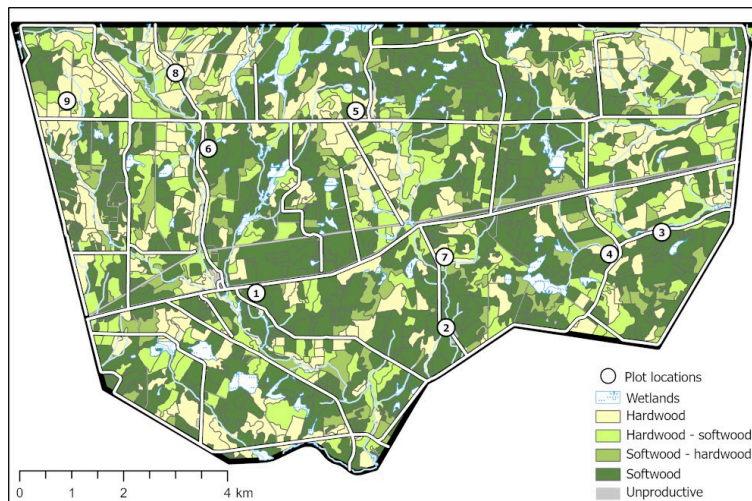 8
9
5
6
3
4
7
1
2
Plot locations
Wetlands
Hardwood
Hardwood - softwood
Softwood - hardwood
Softwood
Unproductive
0 1 2 4 km